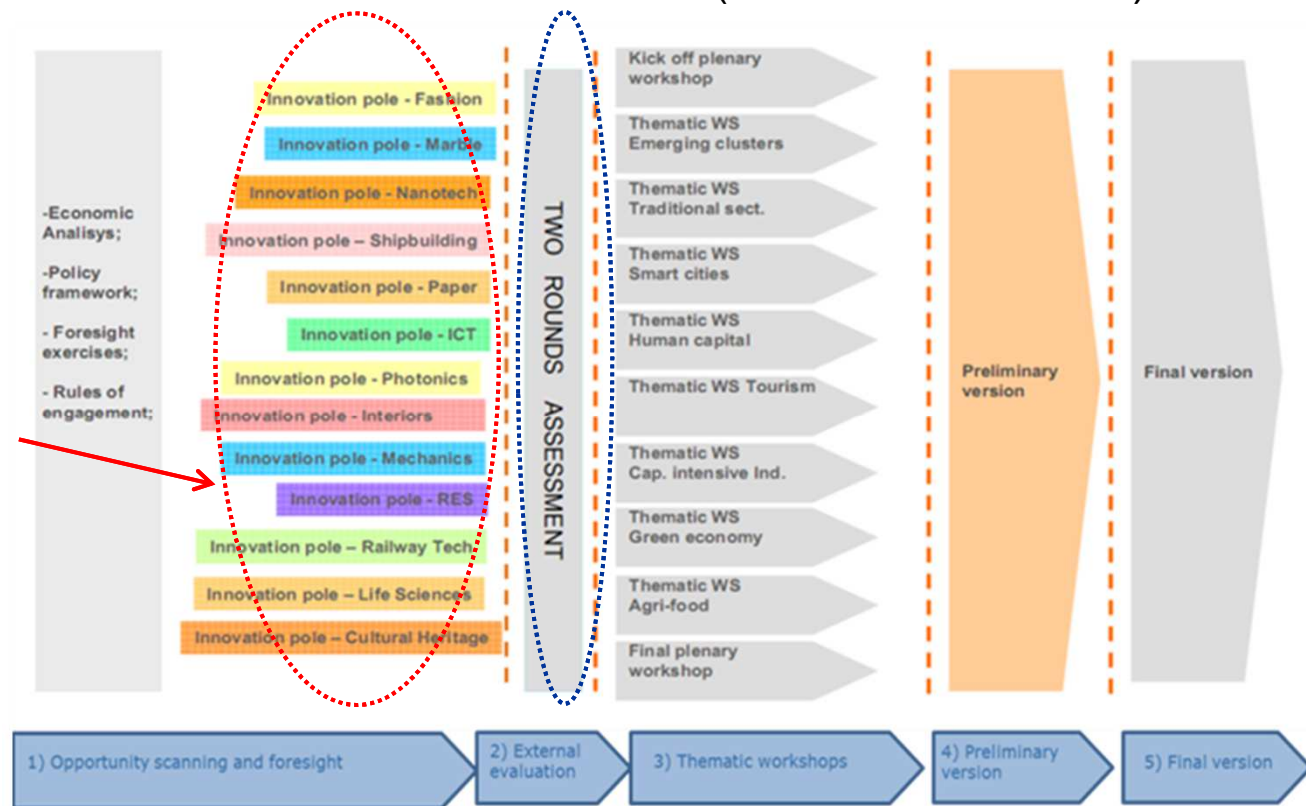 -Economic
Analisys;
-Policy
framework;
- Foresight
exercises;
- Rules of
engagement;
Innovation pole - Fashion
Innovation pole - Marble
Innovation pole - Nanotech
Innovation pole – Shipbuilding
Innovation pole - Paper
Innovation pole - ICT
Innovation pole - Photonics
Innovation pole - Interiors
Innovation pole - Mechanics
Innovation pole - RES
Innovation pole – Railway Tech
Innovation pole – Life Sciences
Innovation pole – Cultural Heritage
TWO ROUNDS ASSESSMENT
Kick off plenary
workshop
Thematic WS
Emerging clusters
Thematic WS
Traditional sect.
Thematic WS
Smart cities
Thematic WS
Human capital
Thematic WS Tourism
Thematic WS
Cap. intensive Ind.
Thematic WS
Green economy
Thematic WS
Agri-food
Final plenary
workshop
Preliminary
version
Final version
1) Opportunity scanning and foresight
2) External
evaluation
3) Thematic workshops
4) Preliminary
version
5) Final version